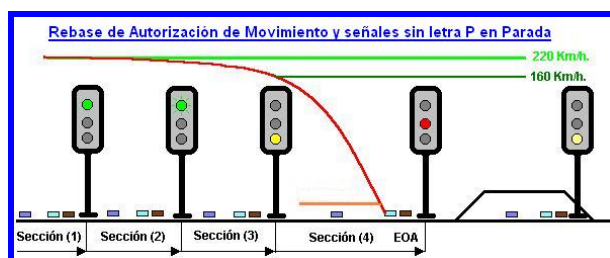 Rebase de Autorización de Movimiento y señales sin letra P en Parada
220 Km/h.
160 Km/h.
Sección (1) Sección (2) Sección (3) Sección (4) EOA